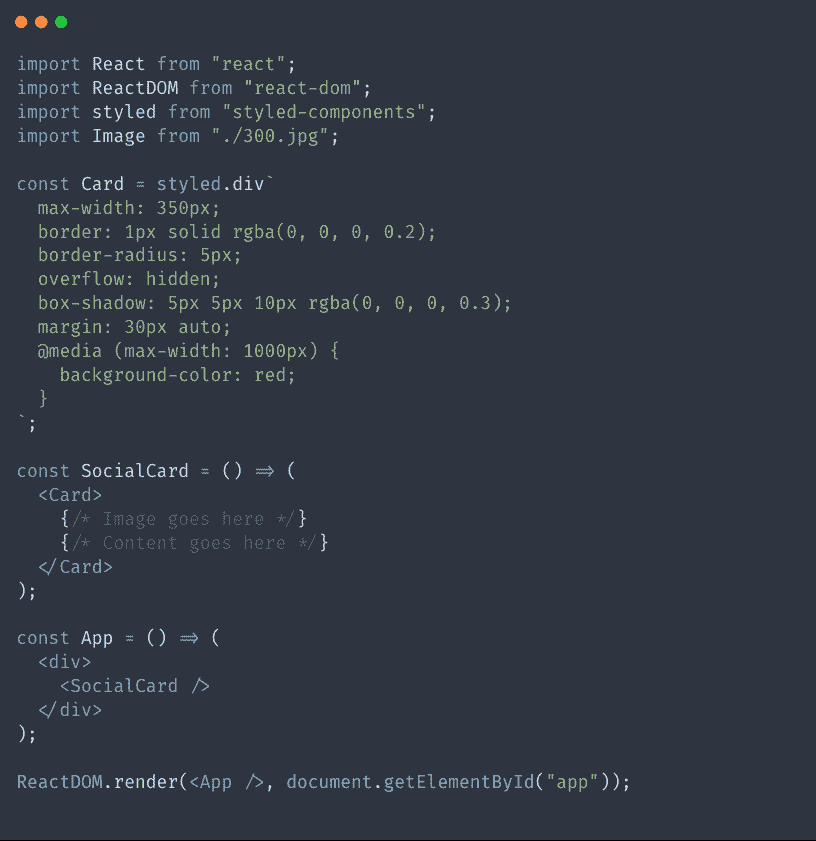 import React from "react";
import ReactDOM from "react-dom";
import styled from "styled-components";
import Image from "./300.jpg";

const Card = styled.div`
  max-width: 350px;
  border: 1px solid rgba(0, 0, 0, 0.2);
  border-radius: 5px;
  overflow: hidden;
  box-shadow: 5px 5px 10px rgba(0, 0, 0, 0.3);
  margin: 30px auto;
  @media (max-width: 1000px) {
    background-color: red;
  }
`;

const SocialCard = () => (
  <Card>
    {/* Image goes here */}
    {/* Content goes here */}
  </Card>
);

const App = () => (
  <div>
    <SocialCard />
  </div>
);

ReactDOM.render(<App />, document.getElementById("app"));